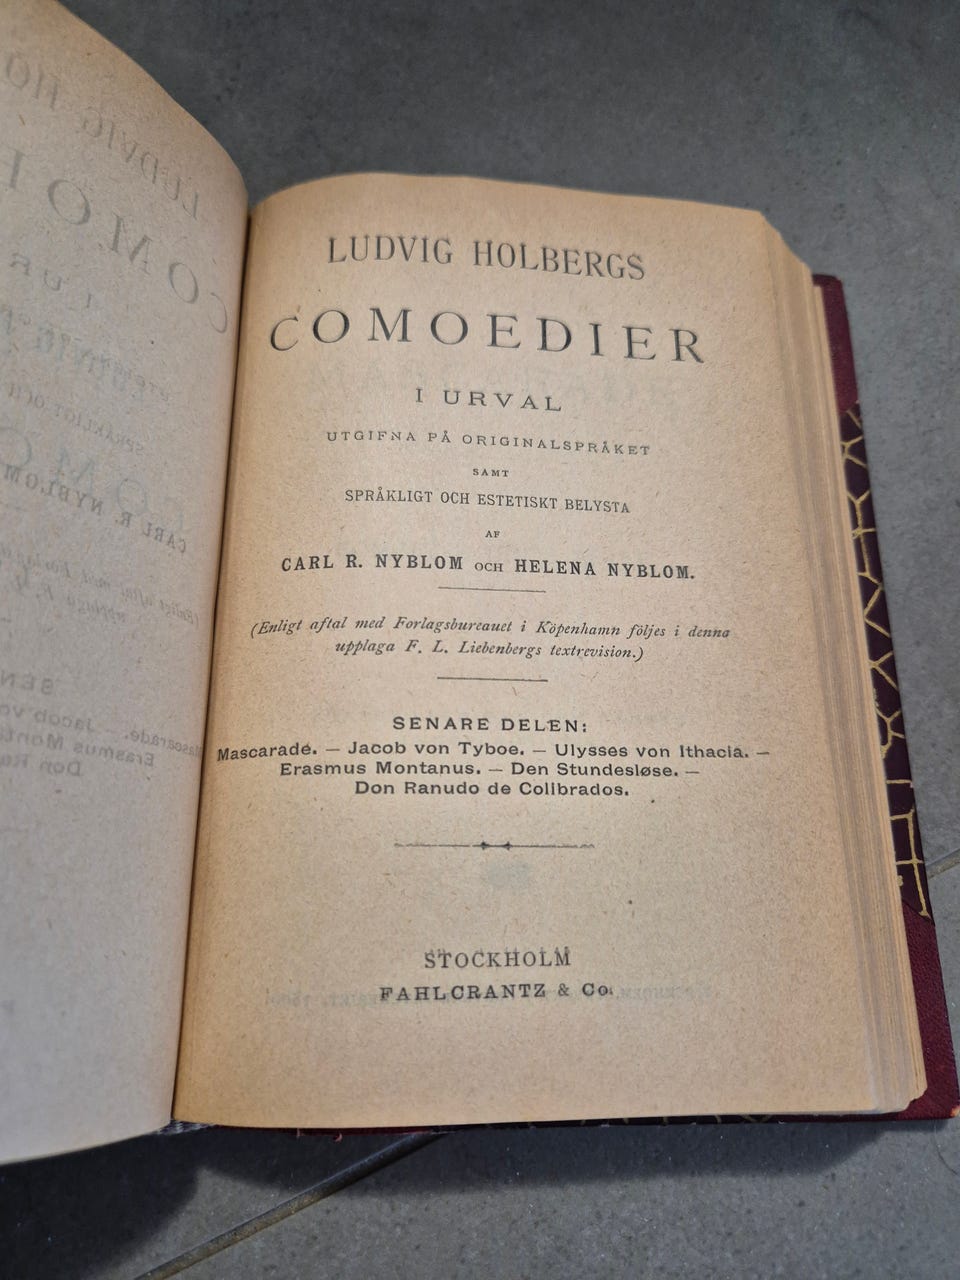 LUDVIG HOLBERGS
COMOEDIER
I URVAL
UTGIFNA PÅ ORIGINALSPRÅKET
SAMT
SPRÅKLIGT OCH ESTETISKT BELYSTA
AF
CARL R. NYBLOM OCH HELENA NYBLOM.
(Enligt aftal med Forlagsbureauet i Köpenhamn följes i denna
upplaga F. L. Liebenbergs textrevision.)
SENARE DELEN:
Mascarade. — Jacob von Tyboe. — Ulysses von Ithacia. —
Erasmus Montanus. — Den Stundesløse. —
Don Ranudo de Colibrados.
STOCKHOLM
FAHLCRANTZ & Co.